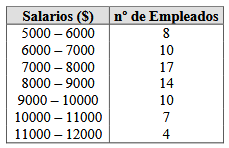 Salarios ($) n° de Empleados
5000 – 6000 8
6000 – 7000 10
7000 – 8000 17
8000 – 9000 14
9000 – 10000 10
10000 – 11000 7
11000 – 12000 4